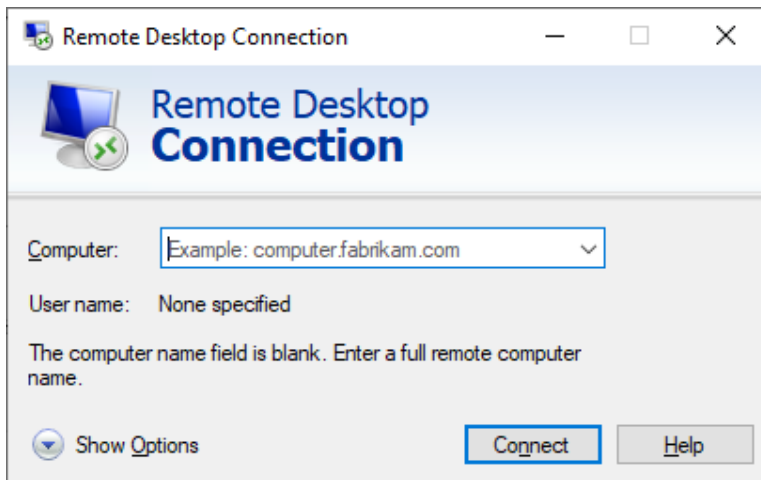 Remote Desktop Connection
Remote Desktop
Connection
Computer: Example: computer.fabrikam.com
User name: None specified
The computer name field is blank. Enter a full remote computer
name.
Show Options Connect Help